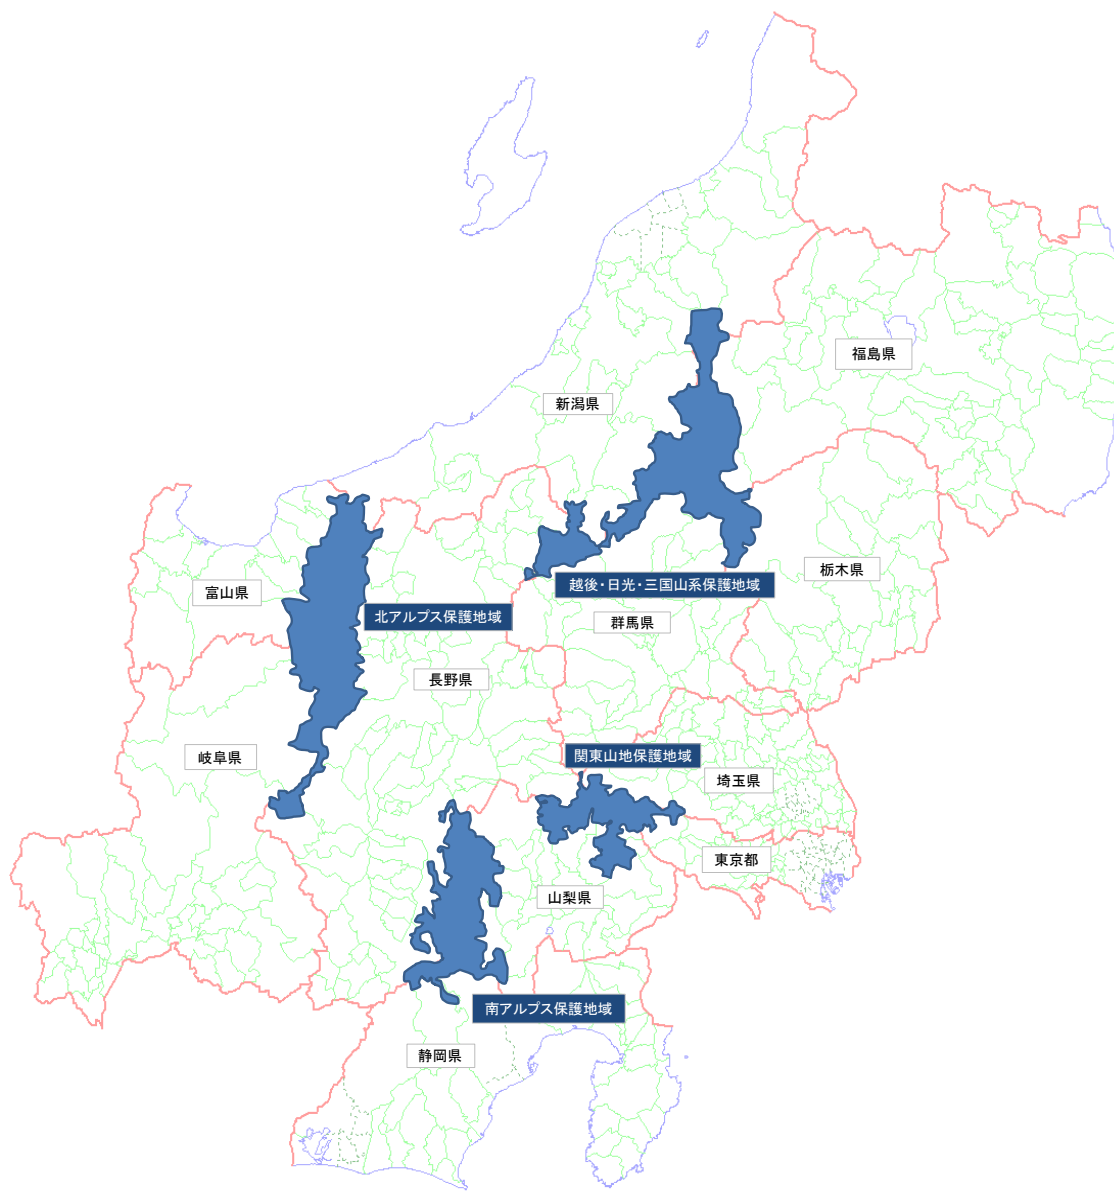 福島県
新潟県
栃木県
越後・日光・三国山系保護地域
富山県
北アルプス保護地域
群馬県
長野県
関東山地保護地域
岐阜県
埼玉県
東京都
山梨県
南アルプス保護地域
静岡県